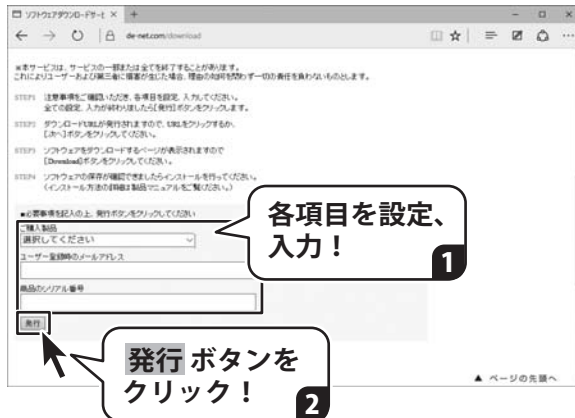 ソフトウェアダウンロードサービ × +
de-net.com/download
※本サービスは、サービスの一部または全てを終了することがあります。
これによりユーザーおよび第三者に損害が生じた場合、理由の如何を問わず一切の責任を負わないものとします。
STEP1 注意事項をご確認いただき、各項目を設定、入力してください。
全ての設定、入力が終わりましたら[発行]ボタンをクリックします。
STEP2 ダウンロードURLが発行されますので、URLをクリックするか、
[次へ]ボタンをクリックしてください。
STEP3 ソフトウェアをダウンロードするページが表示されますので
[Download]ボタンをクリックしてください。
STEP4 ソフトウェアの保存が確認できましたらインストールを行ってください。
(インストール方法の詳細は製品マニュアルをご覧ください。)
■必要事項を記入の上、発行ボタンをクリックしてください
ご購入製品
選択してください
ユーザー登録時のメールアドレス
商品のシリアル番号
発行
各項目を設定、
入力！
1
発行 ボタンを
クリック！
2
▲ ページの先頭へ